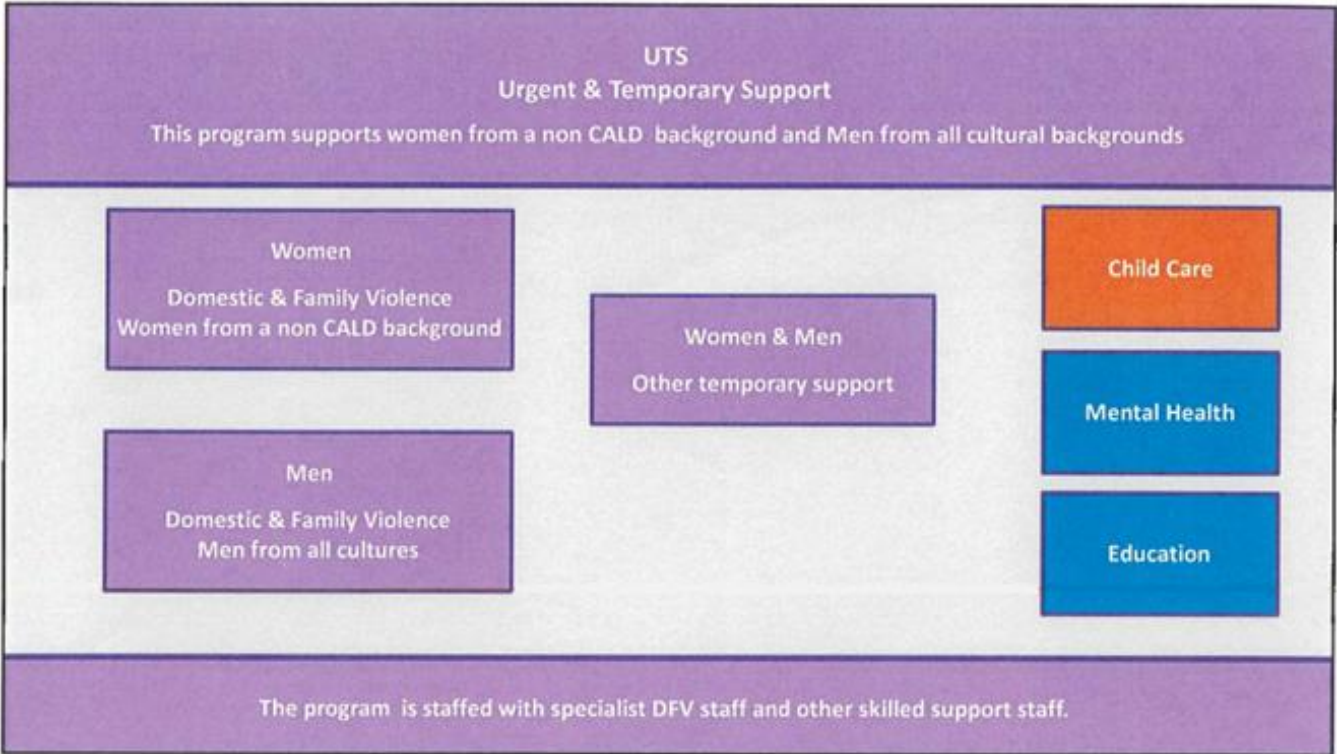 UTS
Urgent & Temporary Support
This program supports women from a non CALD background and Men from all cultural backgrounds
Women
Domestic & Family Violence
Women from a non CALD background
Men
Domestic & Family Violence
Men from all cultures
Women & Men
Other temporary support
Child Care
Mental Health
Education
The program is staffed with specialist DFV staff and other skilled support staff.